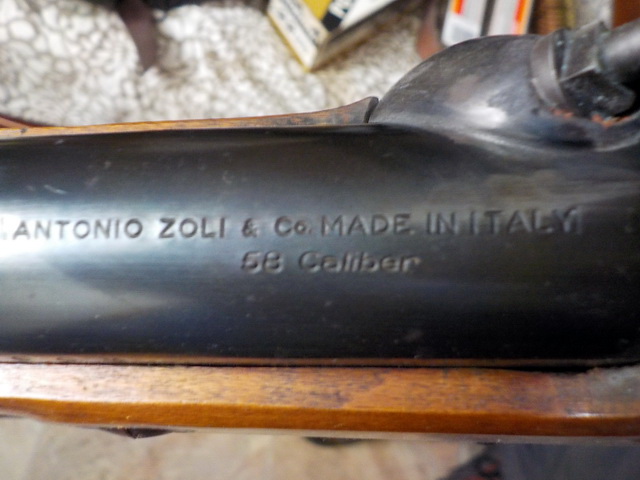 ANTONIO ZOLI & Co. MADE IN ITALY
58 Caliber